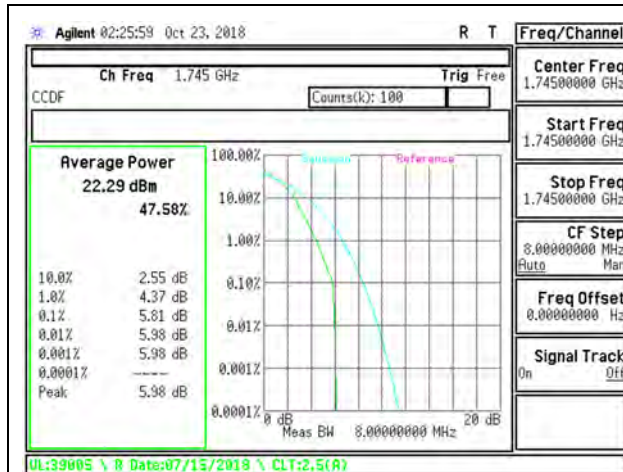 Agilent 02:25:59 Oct 23, 2018 R T
Freq/Channel
Ch Freq 1.745 GHz Trig Free
CCDF Counts(k): 100
Center Freq
1.74500000 GHz
Start Freq
1.74500000 GHz
Stop Freq
1.74500000 GHz
CF Step
8.00000000 MHz
Auto Man
Freq Offset
0.00000000 Hz
Signal Track
On Off
Average Power
22.29 dBm
47.58%
10.0% 2.55 dB
1.0% 4.37 dB
0.1% 5.81 dB
0.01% 5.98 dB
0.001% 5.98 dB
0.0001% ----
Peak 5.98 dB
Gaussian Reference
100.00%
10.00%
1.00%
0.10%
0.01%
0.001%
0.0001%
0 dB 20 dB
Meas BW 8.00000000 MHz
UL:39005 \ R Date:07/15/2018 \ CLT:2.5(A)